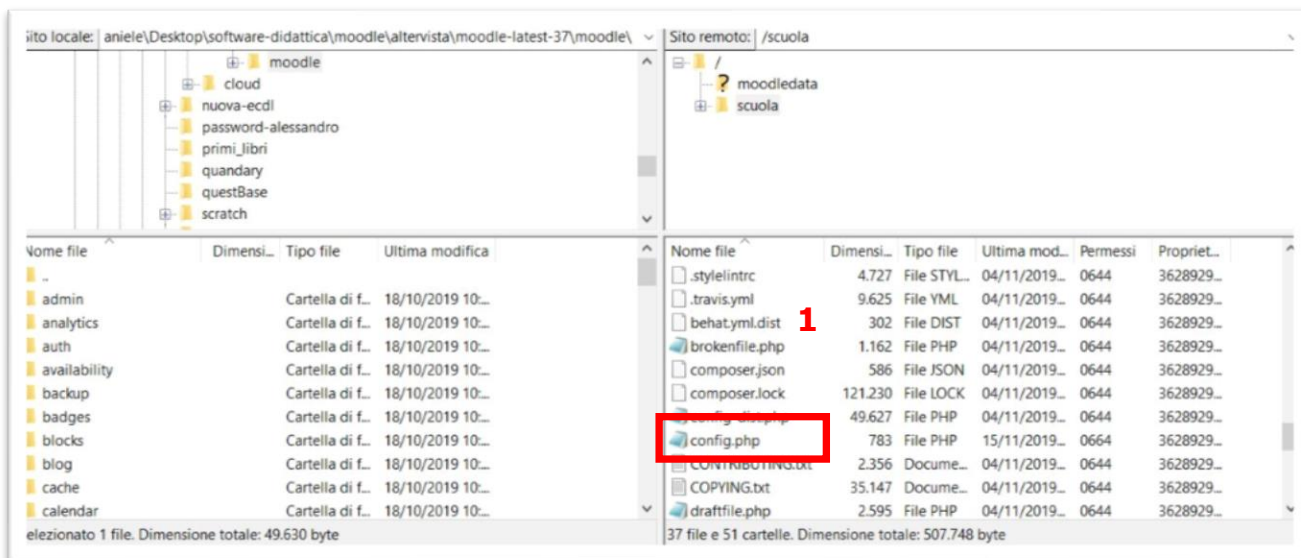 Sito locale: aniele\Desktop\software-didattica\moodle\altervista\moodle-latest-37\moodle\
moodle
cloud
nuova-ecdl
password-alessandro
primi_libri
quandary
questBase
scratch
Sito remoto: /scuola
/
moodledata
scuola
Nome file Dimensi... Tipo file Ultima modifica
..
admin Cartella di f... 18/10/2019 10:...
analytics Cartella di f... 18/10/2019 10:...
auth Cartella di f... 18/10/2019 10:...
availability Cartella di f... 18/10/2019 10:...
backup Cartella di f... 18/10/2019 10:...
badges Cartella di f... 18/10/2019 10:...
blocks Cartella di f... 18/10/2019 10:...
blog Cartella di f... 18/10/2019 10:...
cache Cartella di f... 18/10/2019 10:...
calendar Cartella di f... 18/10/2019 10:...
elezionato 1 file. Dimensione totale: 49.630 byte
Nome file Dimensi... Tipo file Ultima mod... Permessi Propriet...
.stylelintrc 4.727 File STYL... 04/11/2019... 0644 3628929...
.travis.yml 9.625 File YML 04/11/2019... 0644 3628929...
behat.yml.dist 1 302 File DIST 04/11/2019... 0644 3628929...
brokenfile.php 1.162 File PHP 04/11/2019... 0644 3628929...
composer.json 586 File JSON 04/11/2019... 0644 3628929...
composer.lock 121.230 File LOCK 04/11/2019... 0644 3628929...
config-dist.php 49.627 File PHP 04/11/2019... 0644 3628929...
config.php 783 File PHP 15/11/2019... 0664 3628929...
CONTRIBUTING.txt 2.356 Docume... 04/11/2019... 0644 3628929...
COPYING.txt 35.147 Docume... 04/11/2019... 0644 3628929...
draftfile.php 2.595 File PHP 04/11/2019... 0644 3628929...
37 file e 51 cartelle. Dimensione totale: 507.748 byte